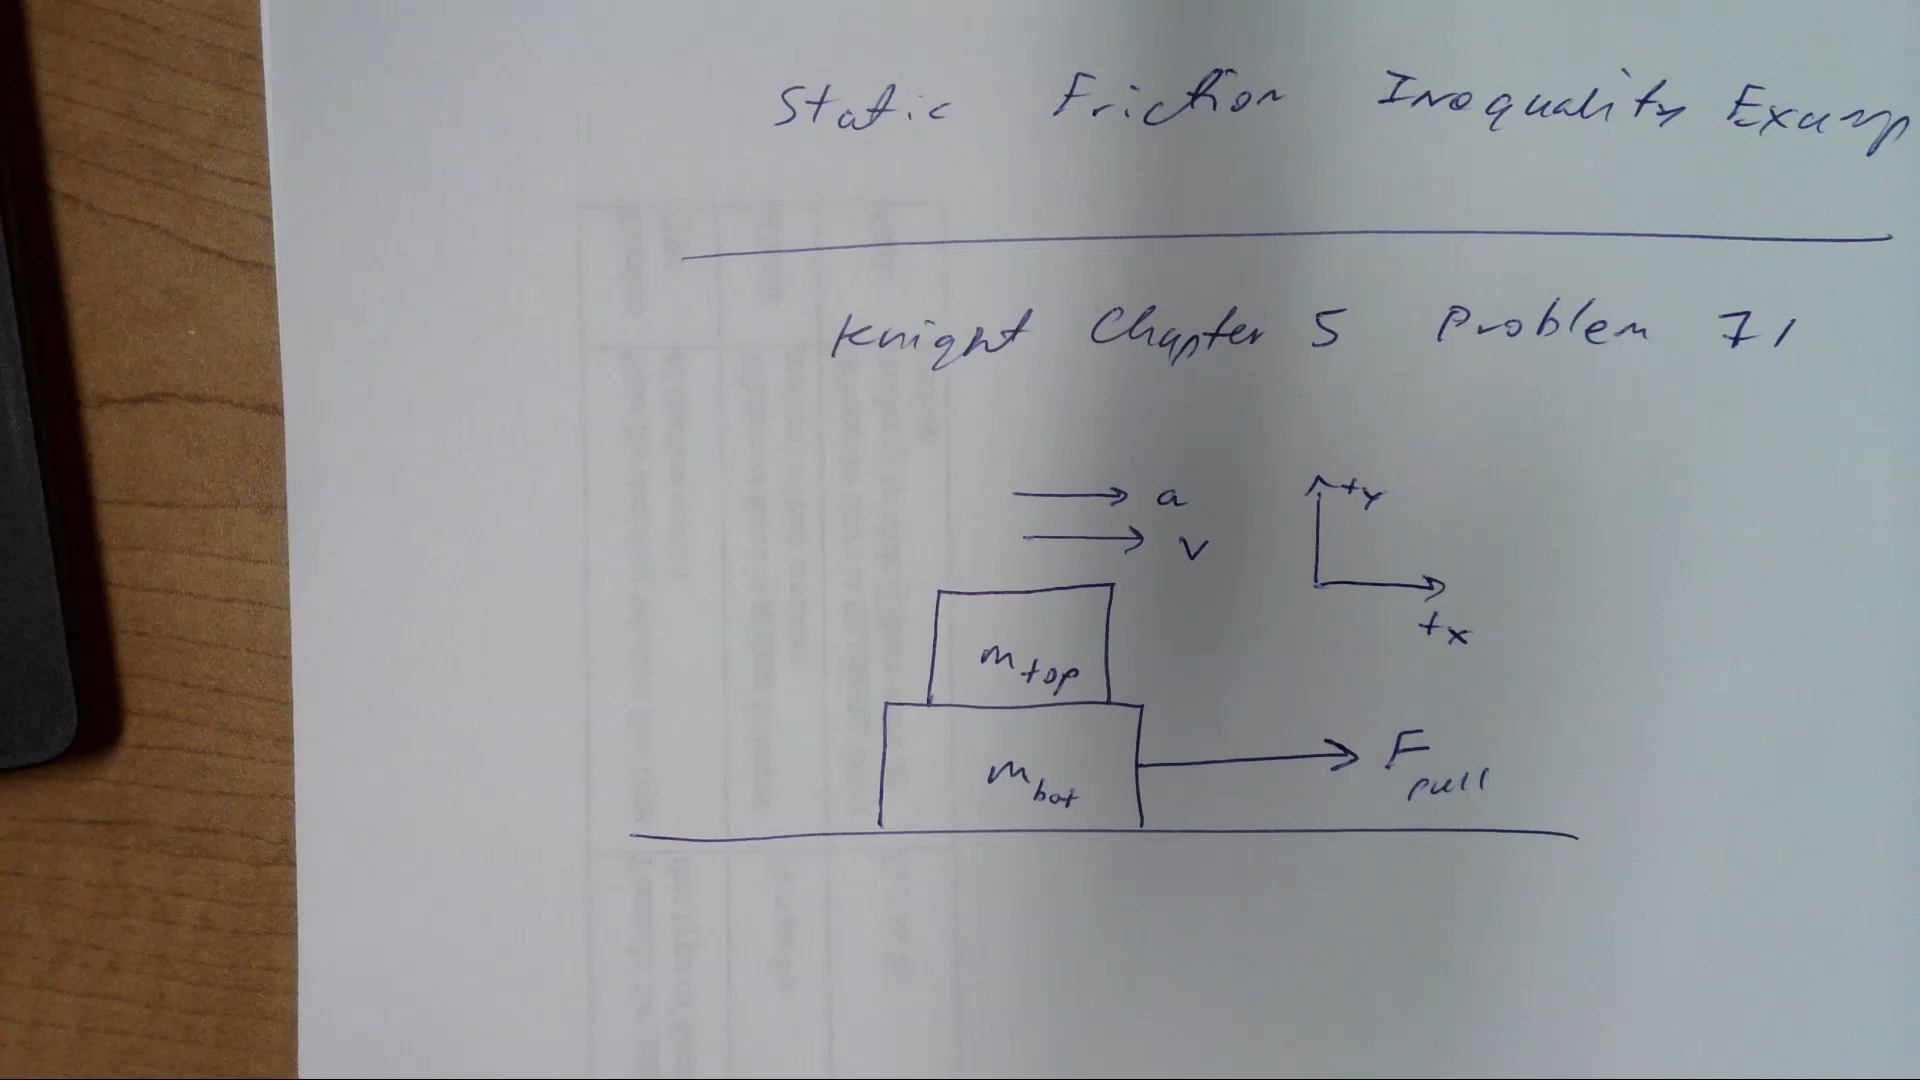 Static Friction Inequality Examp
Knight Chapter 5 Problem 71
a
v
+y
+x
m top
m bot
F pull